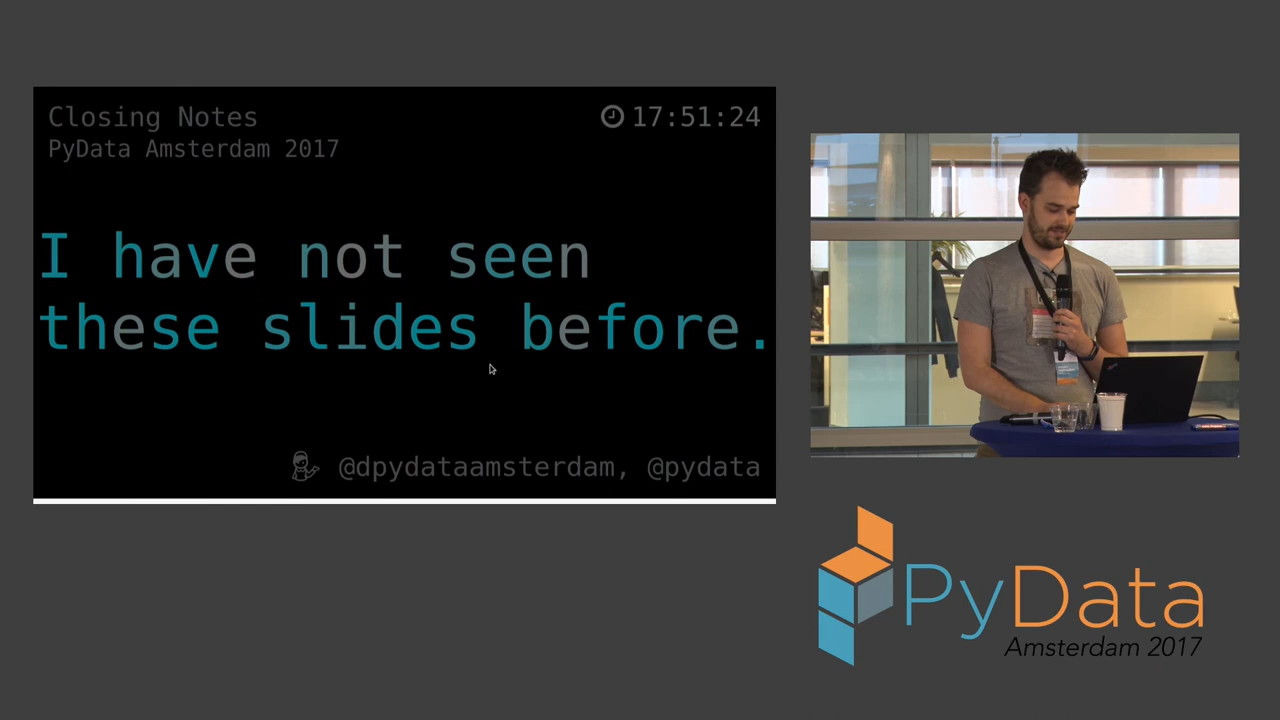 Closing Notes
17:51:24
PyData Amsterdam 2017
I have not seen
these slides before.
@dpydataamsterdam, @pydata
PyData
Amsterdam 2017